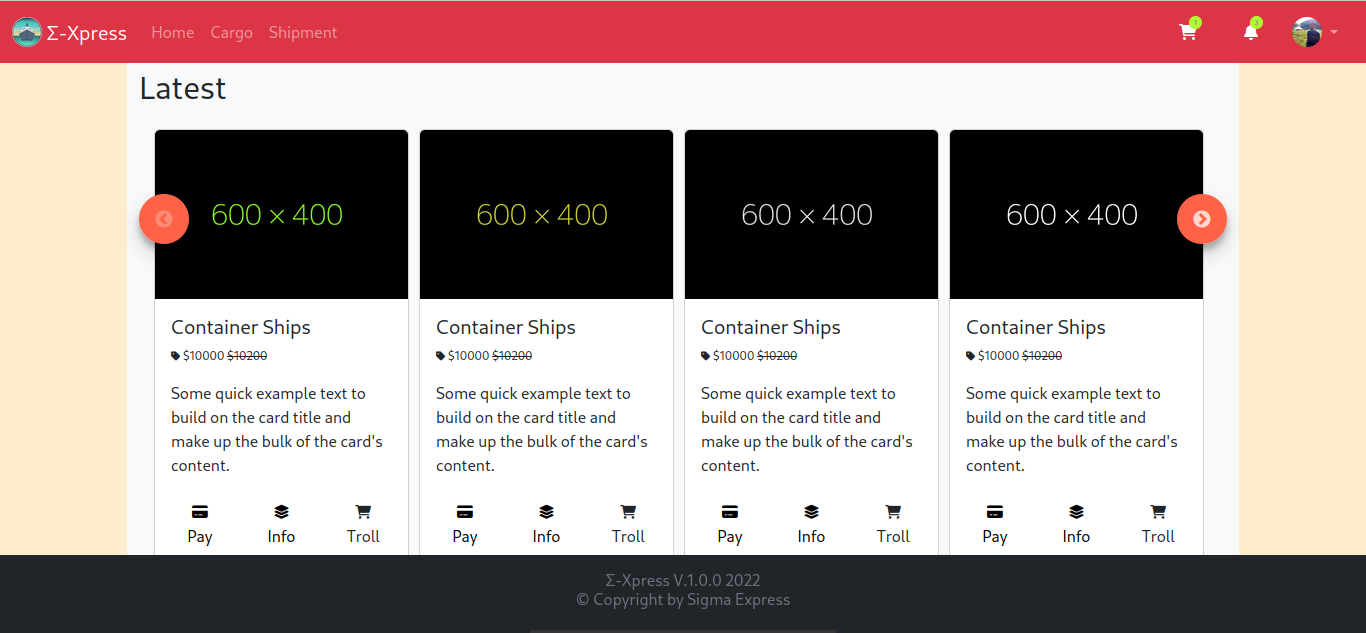 Σ-Xpress Home Cargo Shipment 1 3
Latest
600 × 400 600 × 400 600 × 400 600 × 400
Container Ships Container Ships Container Ships Container Ships
$10000 $10200 $10000 $10200 $10000 $10200 $10000 $10200
Some quick example text to Some quick example text to Some quick example text to Some quick example text to
build on the card title and build on the card title and build on the card title and build on the card title and
make up the bulk of the card's make up the bulk of the card's make up the bulk of the card's make up the bulk of the card's
content. content. content. content.
Pay Info Troll Pay Info Troll Pay Info Troll Pay Info Troll
Σ-Xpress V.1.0.0 2022
© Copyright by Sigma Express